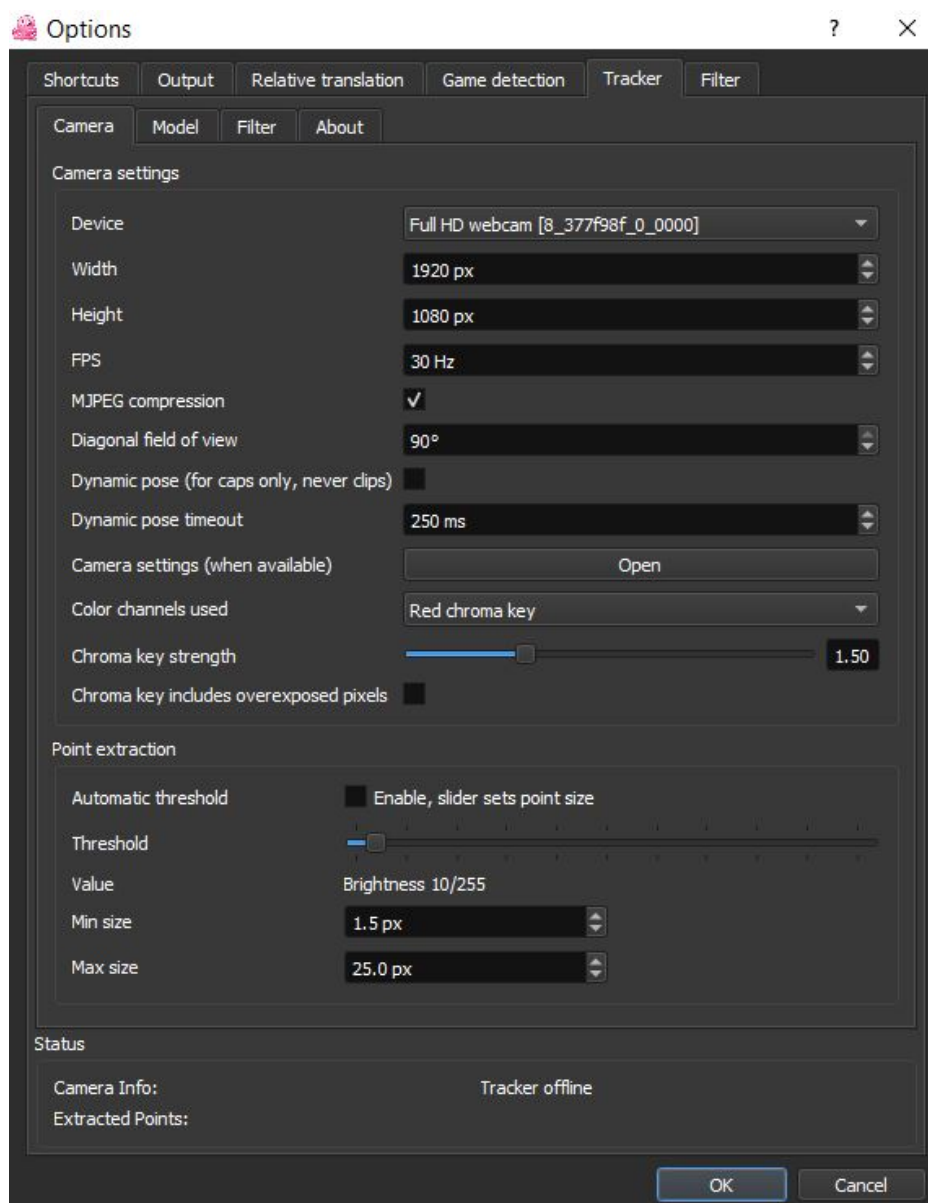 Options
?
Shortcuts Output Relative translation Game detection Tracker Filter
Camera Model Filter About
Camera settings
Device Full HD webcam [8_377f98f_0_0000]
Width 1920 px
Height 1080 px
FPS 30 Hz
MJPEG compression
Diagonal field of view 90°
Dynamic pose (for caps only, never clips)
Dynamic pose timeout 250 ms
Camera settings (when available) Open
Color channels used Red chroma key
Chroma key strength 1.50
Chroma key includes overexposed pixels
Point extraction
Automatic threshold Enable, slider sets point size
Threshold
Value Brightness 10/255
Min size 1.5 px
Max size 25.0 px
Status
Camera Info: Tracker offline
Extracted Points:
OK Cancel